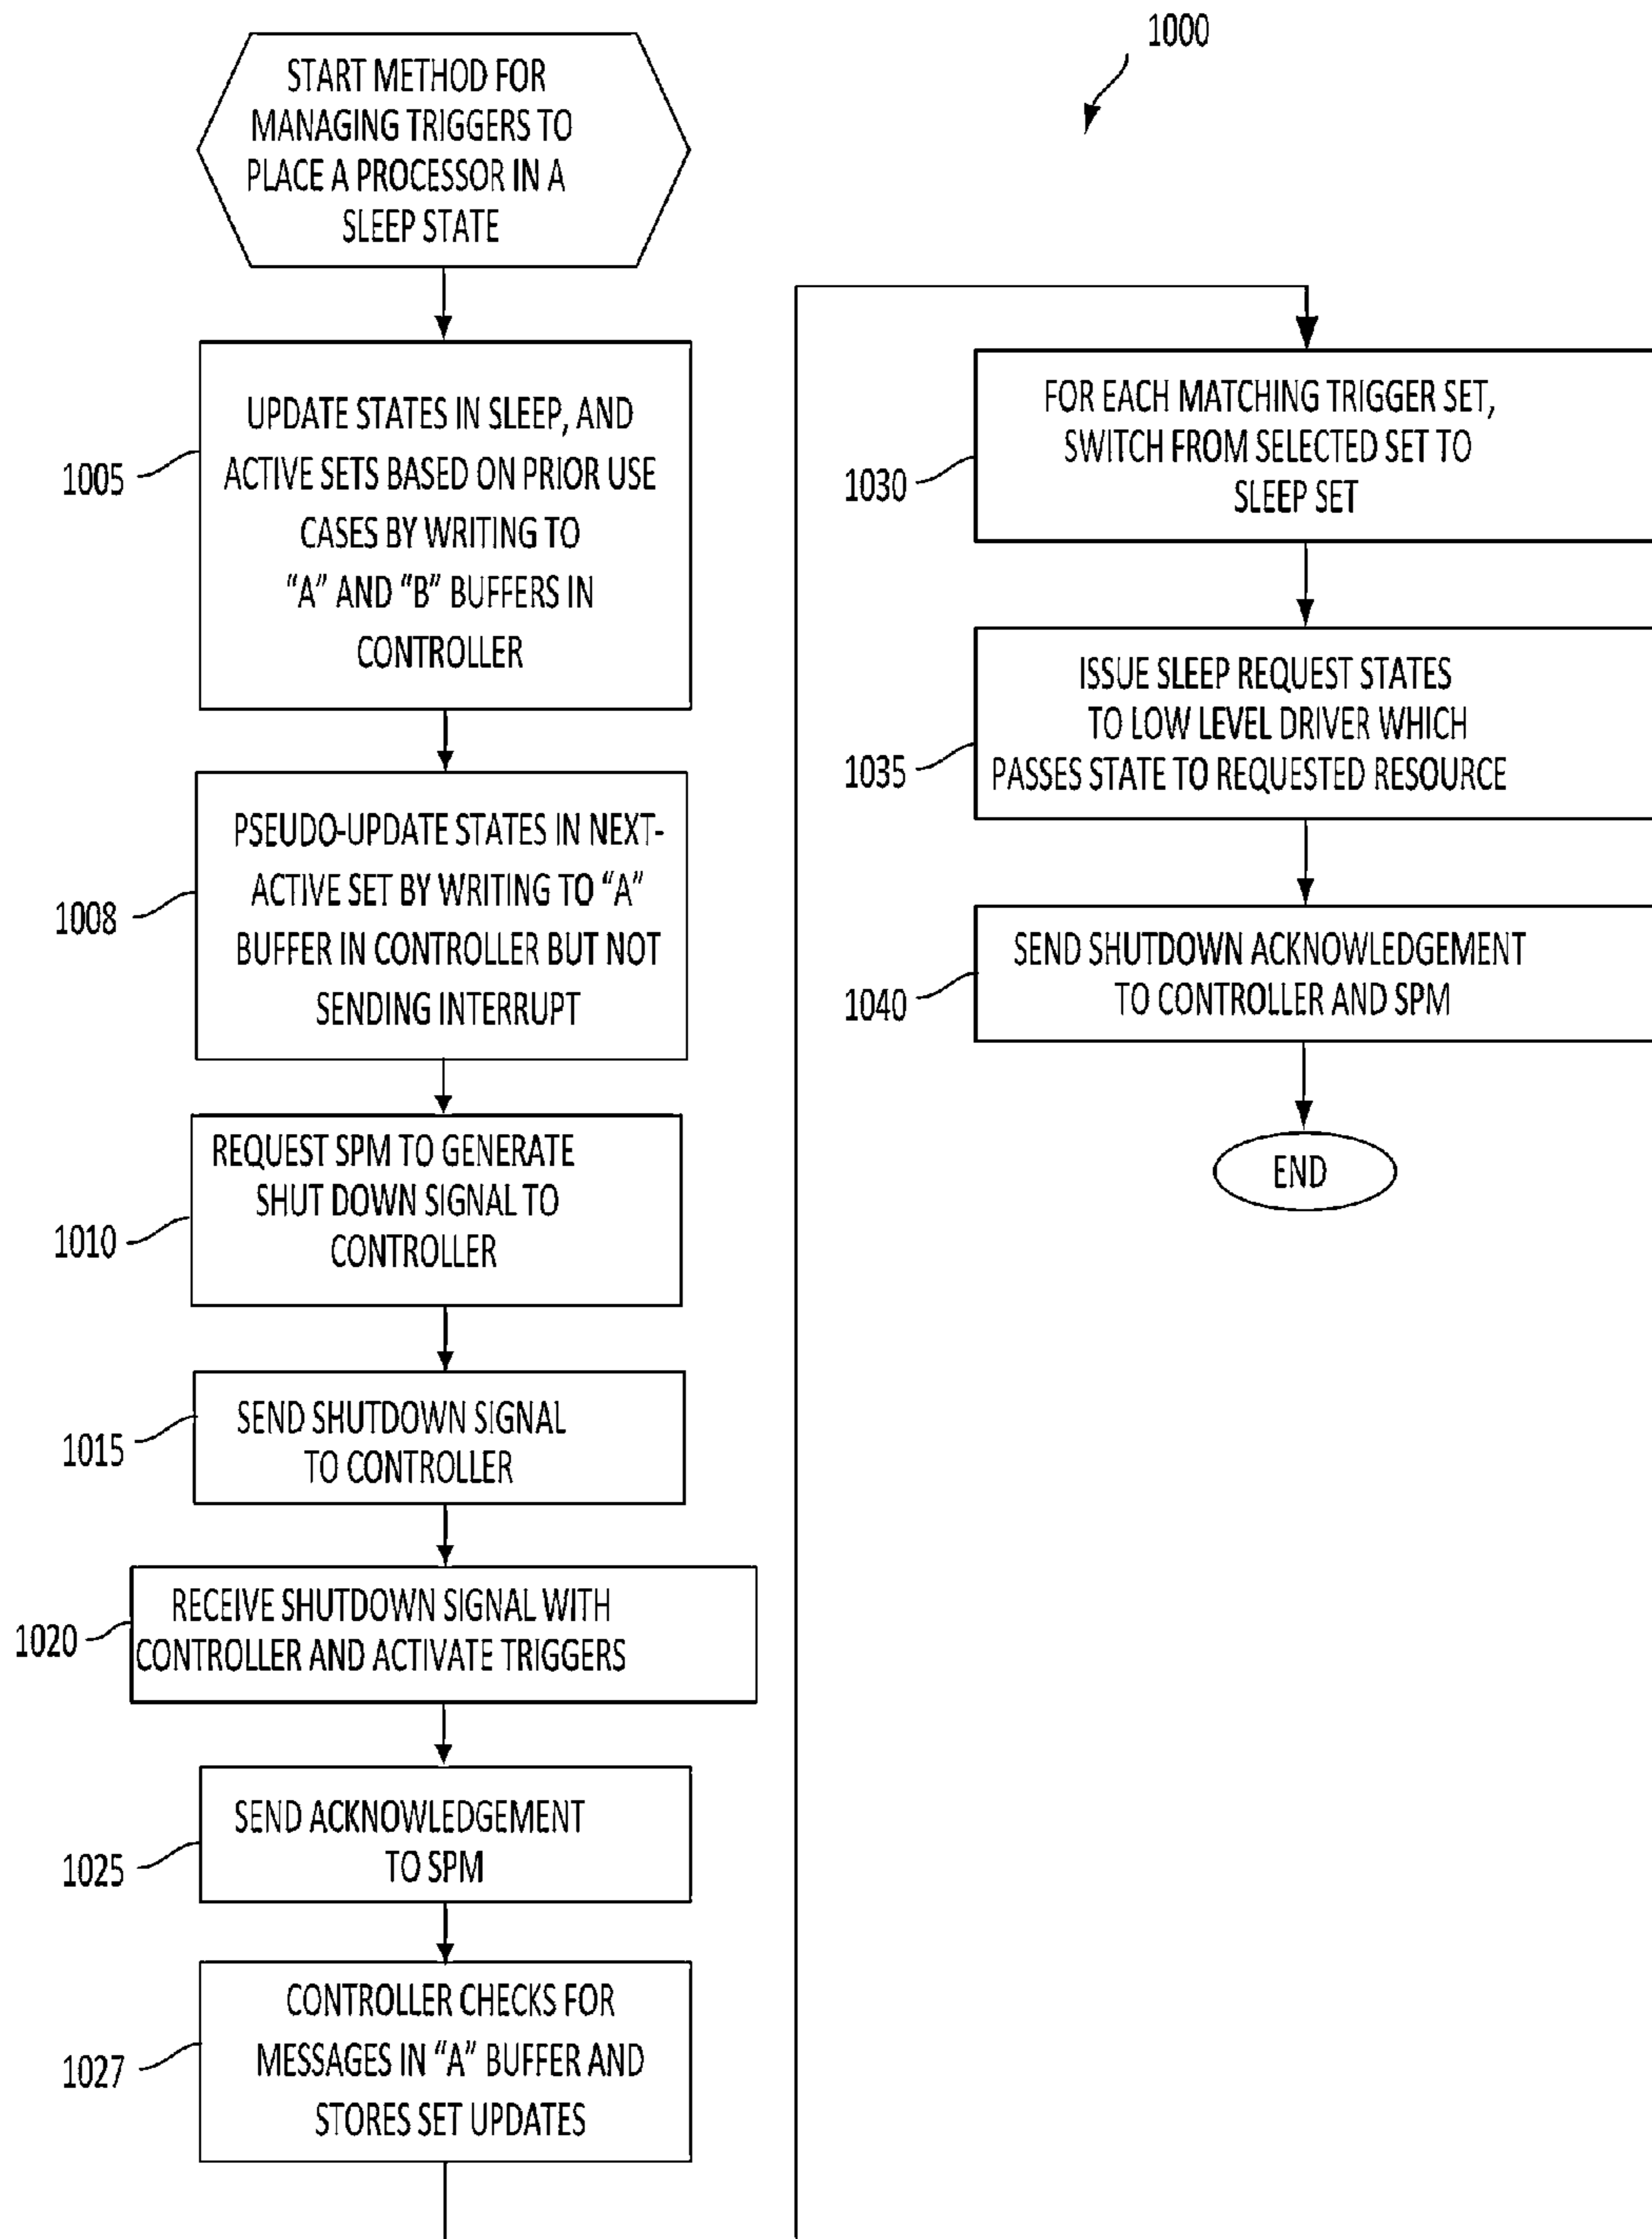 1000
START METHOD FOR
MANAGING TRIGGERS TO
PLACE A PROCESSOR IN A
SLEEP STATE
1005
UPDATE STATES IN SLEEP, AND
ACTIVE SETS BASED ON PRIOR USE
CASES BY WRITING TO
“A” AND “B” BUFFERS IN
CONTROLLER
1008
PSEUDO-UPDATE STATES IN NEXT-
ACTIVE SET BY WRITING TO “A”
BUFFER IN CONTROLLER BUT NOT
SENDING INTERRUPT
1010
REQUEST SPM TO GENERATE
SHUT DOWN SIGNAL TO
CONTROLLER
1015
SEND SHUTDOWN SIGNAL
TO CONTROLLER
1020
RECEIVE SHUTDOWN SIGNAL WITH
CONTROLLER AND ACTIVATE TRIGGERS
1025
SEND ACKNOWLEDGEMENT
TO SPM
1027
CONTROLLER CHECKS FOR
MESSAGES IN “A” BUFFER AND
STORES SET UPDATES
1030
FOR EACH MATCHING TRIGGER SET,
SWITCH FROM SELECTED SET TO
SLEEP SET
1035
ISSUE SLEEP REQUEST STATES
TO LOW LEVEL DRIVER WHICH
PASSES STATE TO REQUESTED RESOURCE
1040
SEND SHUTDOWN ACKNOWLEDGEMENT
TO CONTROLLER AND SPM
END